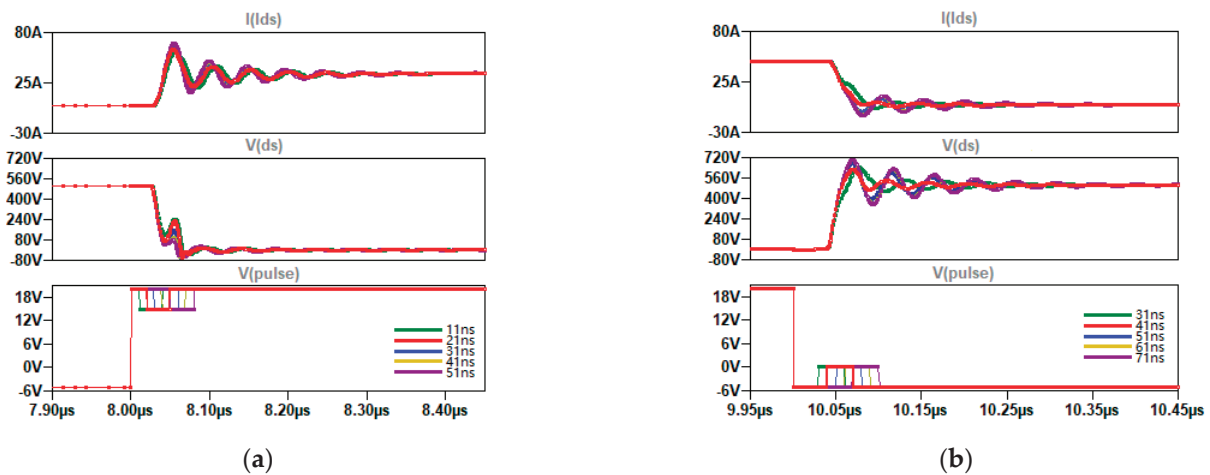 I(Ids)
80A
25A
-30A
V(ds)
720V
560V
400V
240V
80V
-80V
V(pulse)
18V
12V
6V
0V
-6V
11ns
21ns
31ns
41ns
51ns
7.90µs
8.00µs
8.10µs
8.20µs
8.30µs
8.40µs
(a)
I(Ids)
80A
25A
-30A
V(ds)
720V
560V
400V
240V
80V
-80V
V(pulse)
18V
12V
6V
0V
-6V
31ns
41ns
51ns
61ns
71ns
9.95µs
10.05µs
10.15µs
10.25µs
10.35µs
10.45µs
(b)